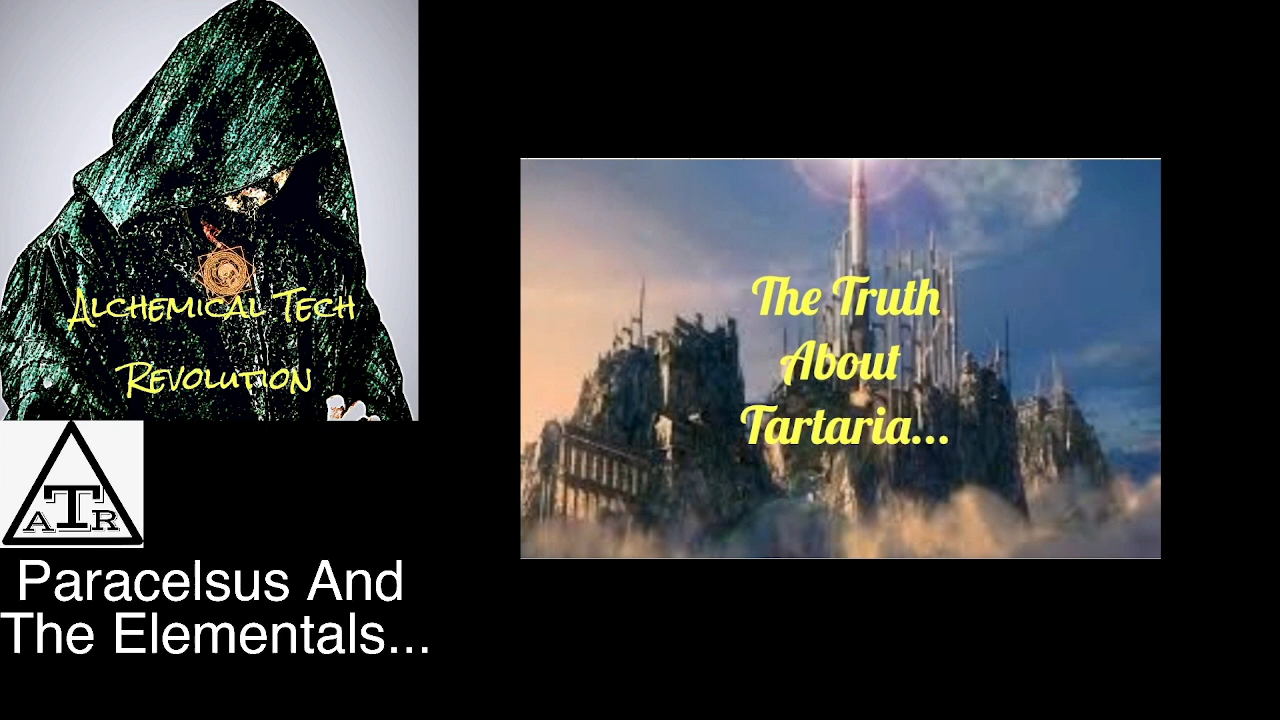 Alchemical Tech
Revolution
ATR
Paracelsus And
The Elementals...
The Truth
About
Tartaria...